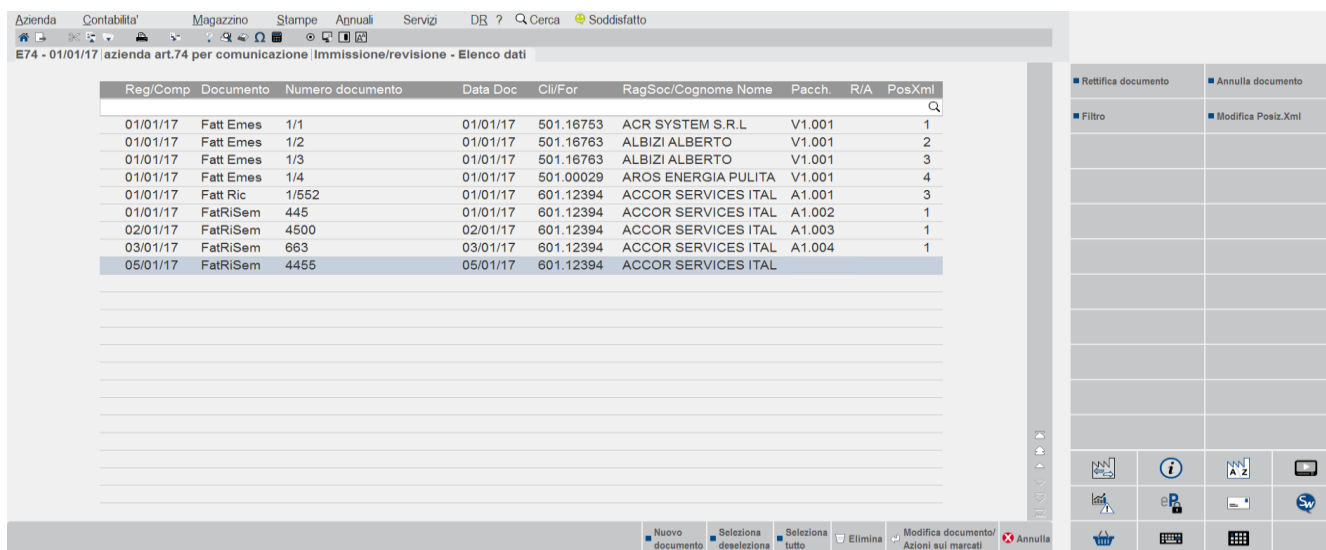 Azienda Contabilita' Magazzino Stampe Annuali Servizi DR ? Cerca Soddisfatto
E74 - 01/01/17 azienda art.74 per comunicazione Immissione/revisione - Elenco dati
Reg/Comp Documento Numero documento Data Doc Cli/For RagSoc/Cognome Nome Pacch. R/A PosXml
01/01/17 Fatt Emes 1/1 01/01/17 501.16753 ACR SYSTEM S.R.L V1.001 1
01/01/17 Fatt Emes 1/2 01/01/17 501.16763 ALBIZI ALBERTO V1.001 2
01/01/17 Fatt Emes 1/3 01/01/17 501.16763 ALBIZI ALBERTO V1.001 3
01/01/17 Fatt Emes 1/4 01/01/17 501.00029 AROS ENERGIA PULITA V1.001 4
01/01/17 Fatt Ric 1/552 01/01/17 601.12394 ACCOR SERVICES ITAL A1.001 3
01/01/17 FatRiSem 445 01/01/17 601.12394 ACCOR SERVICES ITAL A1.002 1
02/01/17 FatRiSem 4500 02/01/17 601.12394 ACCOR SERVICES ITAL A1.003 1
03/01/17 FatRiSem 663 03/01/17 601.12394 ACCOR SERVICES ITAL A1.004 1
05/01/17 FatRiSem 4455 05/01/17 601.12394 ACCOR SERVICES ITAL
Rettifica documento Annulla documento
Filtro Modifica Posiz.Xml
A Z
eP Sw
Nuovo Seleziona Seleziona Elimina Modifica documento/ Annulla
documento deseleziona tutto Azioni sui marcati